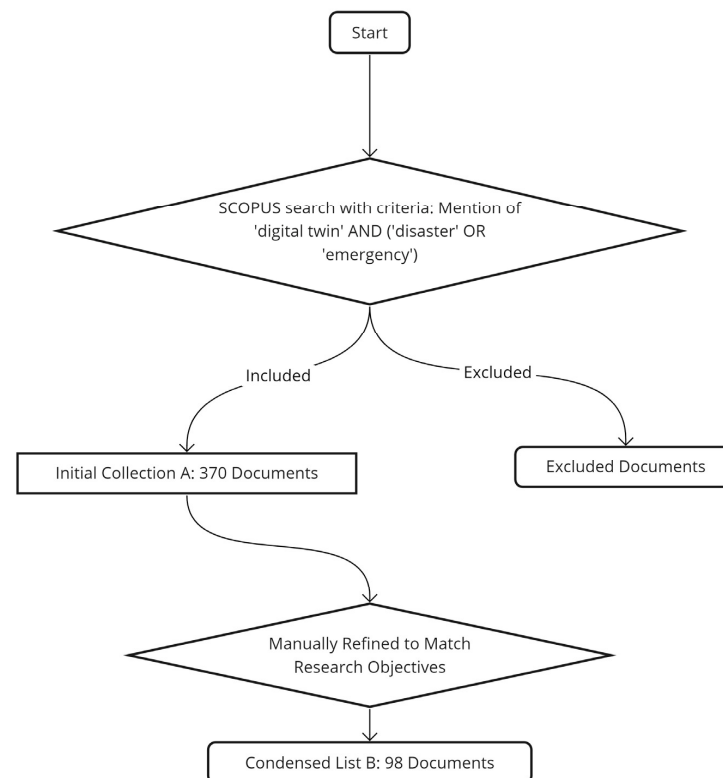 Start
SCOPUS search with criteria: Mention of
'digital twin' AND ('disaster' OR
'emergency')
Included
Excluded
Initial Collection A: 370 Documents
Excluded Documents
Manually Refined to Match
Research Objectives
Condensed List B: 98 Documents